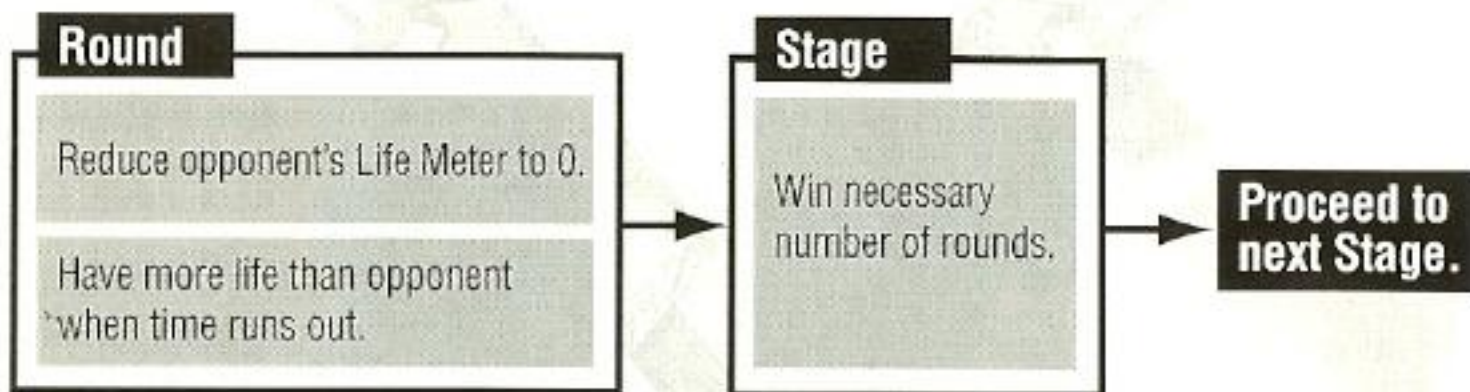 Round
Reduce opponent's Life Meter to 0.
Have more life than opponent
when time runs out.
Stage
Win necessary
number of rounds.
Proceed to
next Stage.